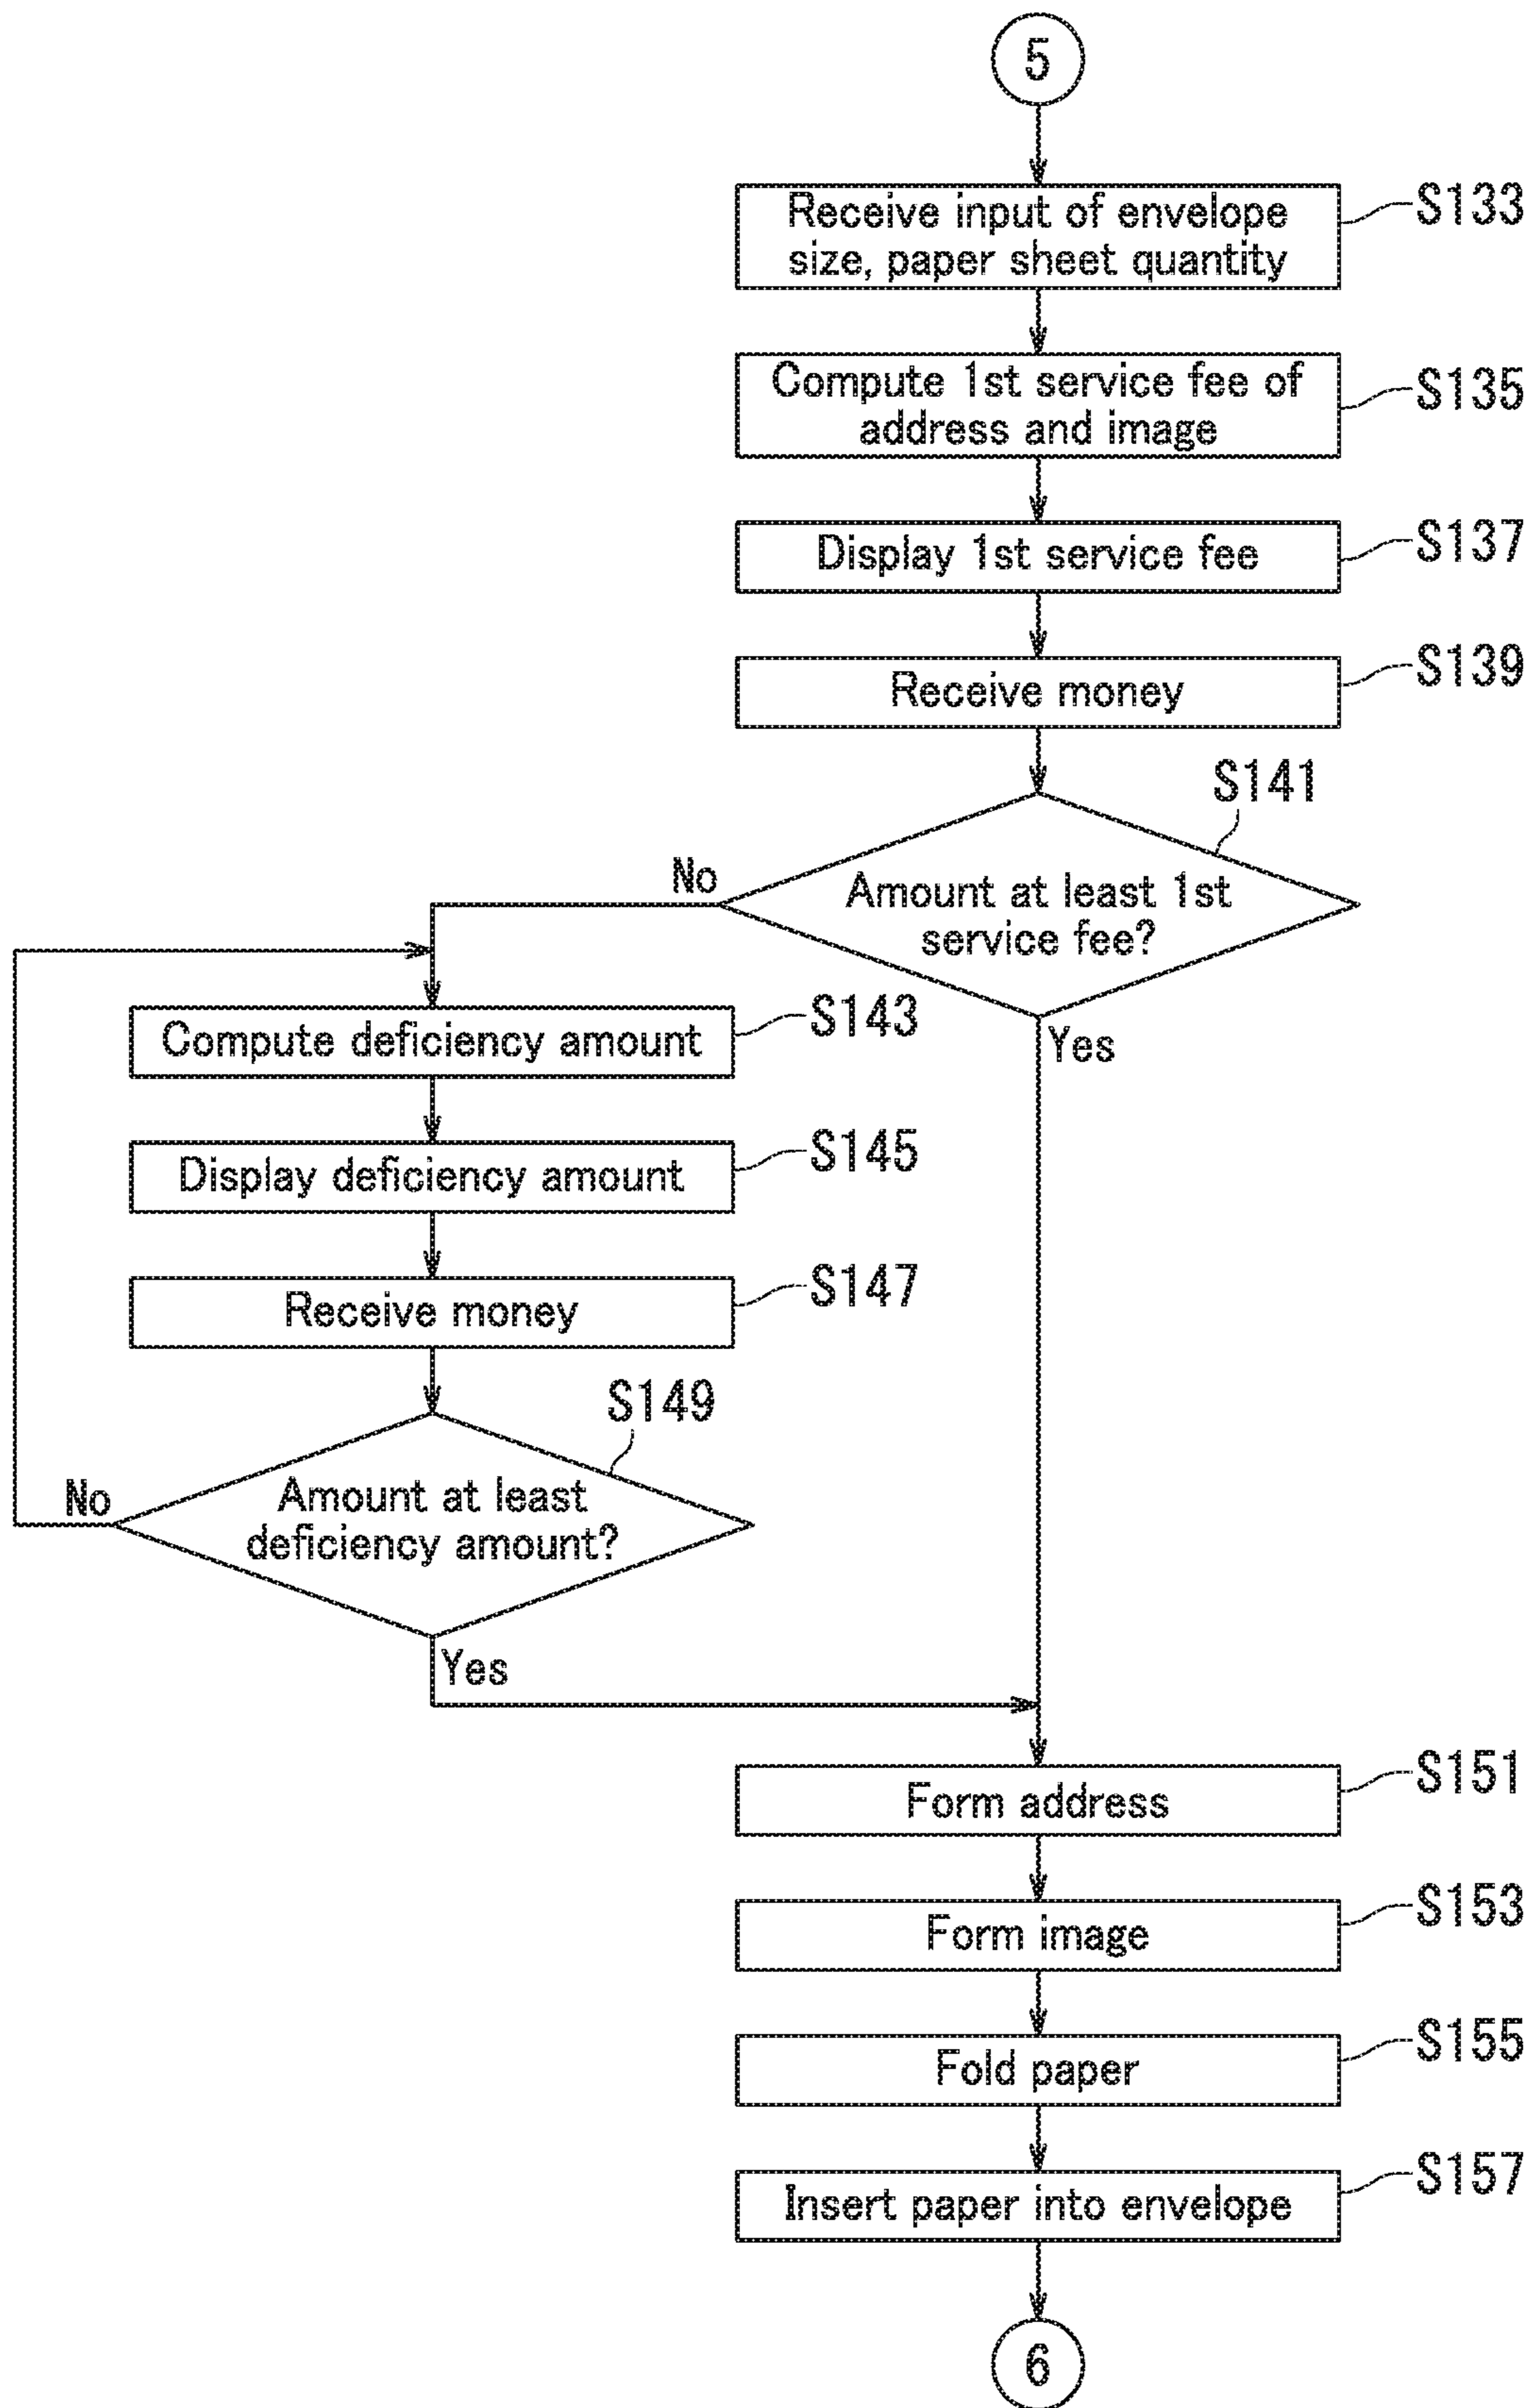 5
Receive input of envelope
size, paper sheet quantity
S133
Compute 1st service fee of
address and image
S135
Display 1st service fee
S137
Receive money
S139
S141
Amount at least 1st
service fee?
No
Yes
Compute deficiency amount
S143
Display deficiency amount
S145
Receive money
S147
S149
Amount at least
deficiency amount?
No
Yes
Form address
S151
Form image
S153
Fold paper
S155
Insert paper into envelope
S157
6